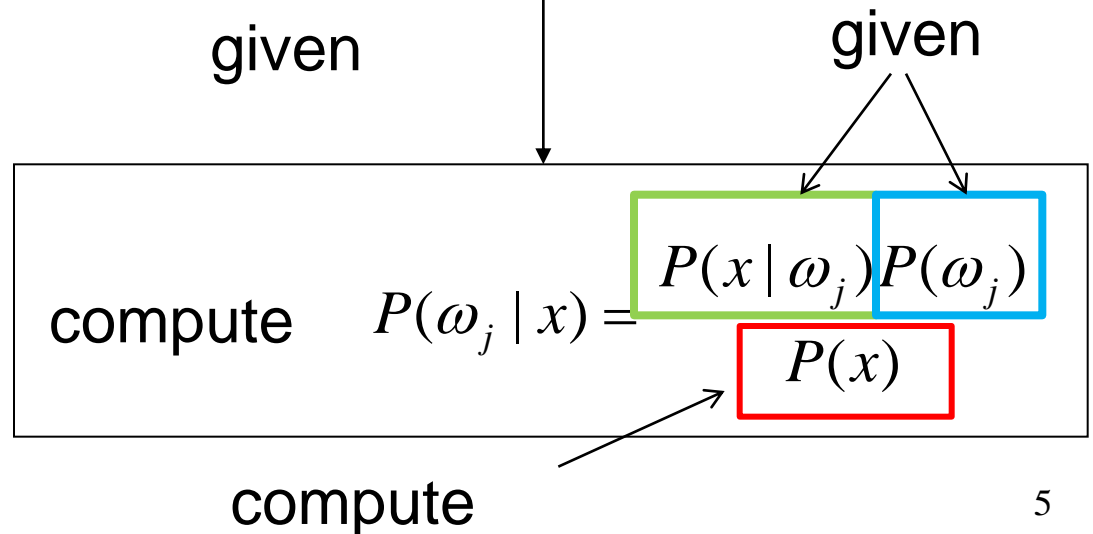 given given
P(x | ω_j) P(ω_j)
compute P(ω_j | x) =
P(x)
compute
5